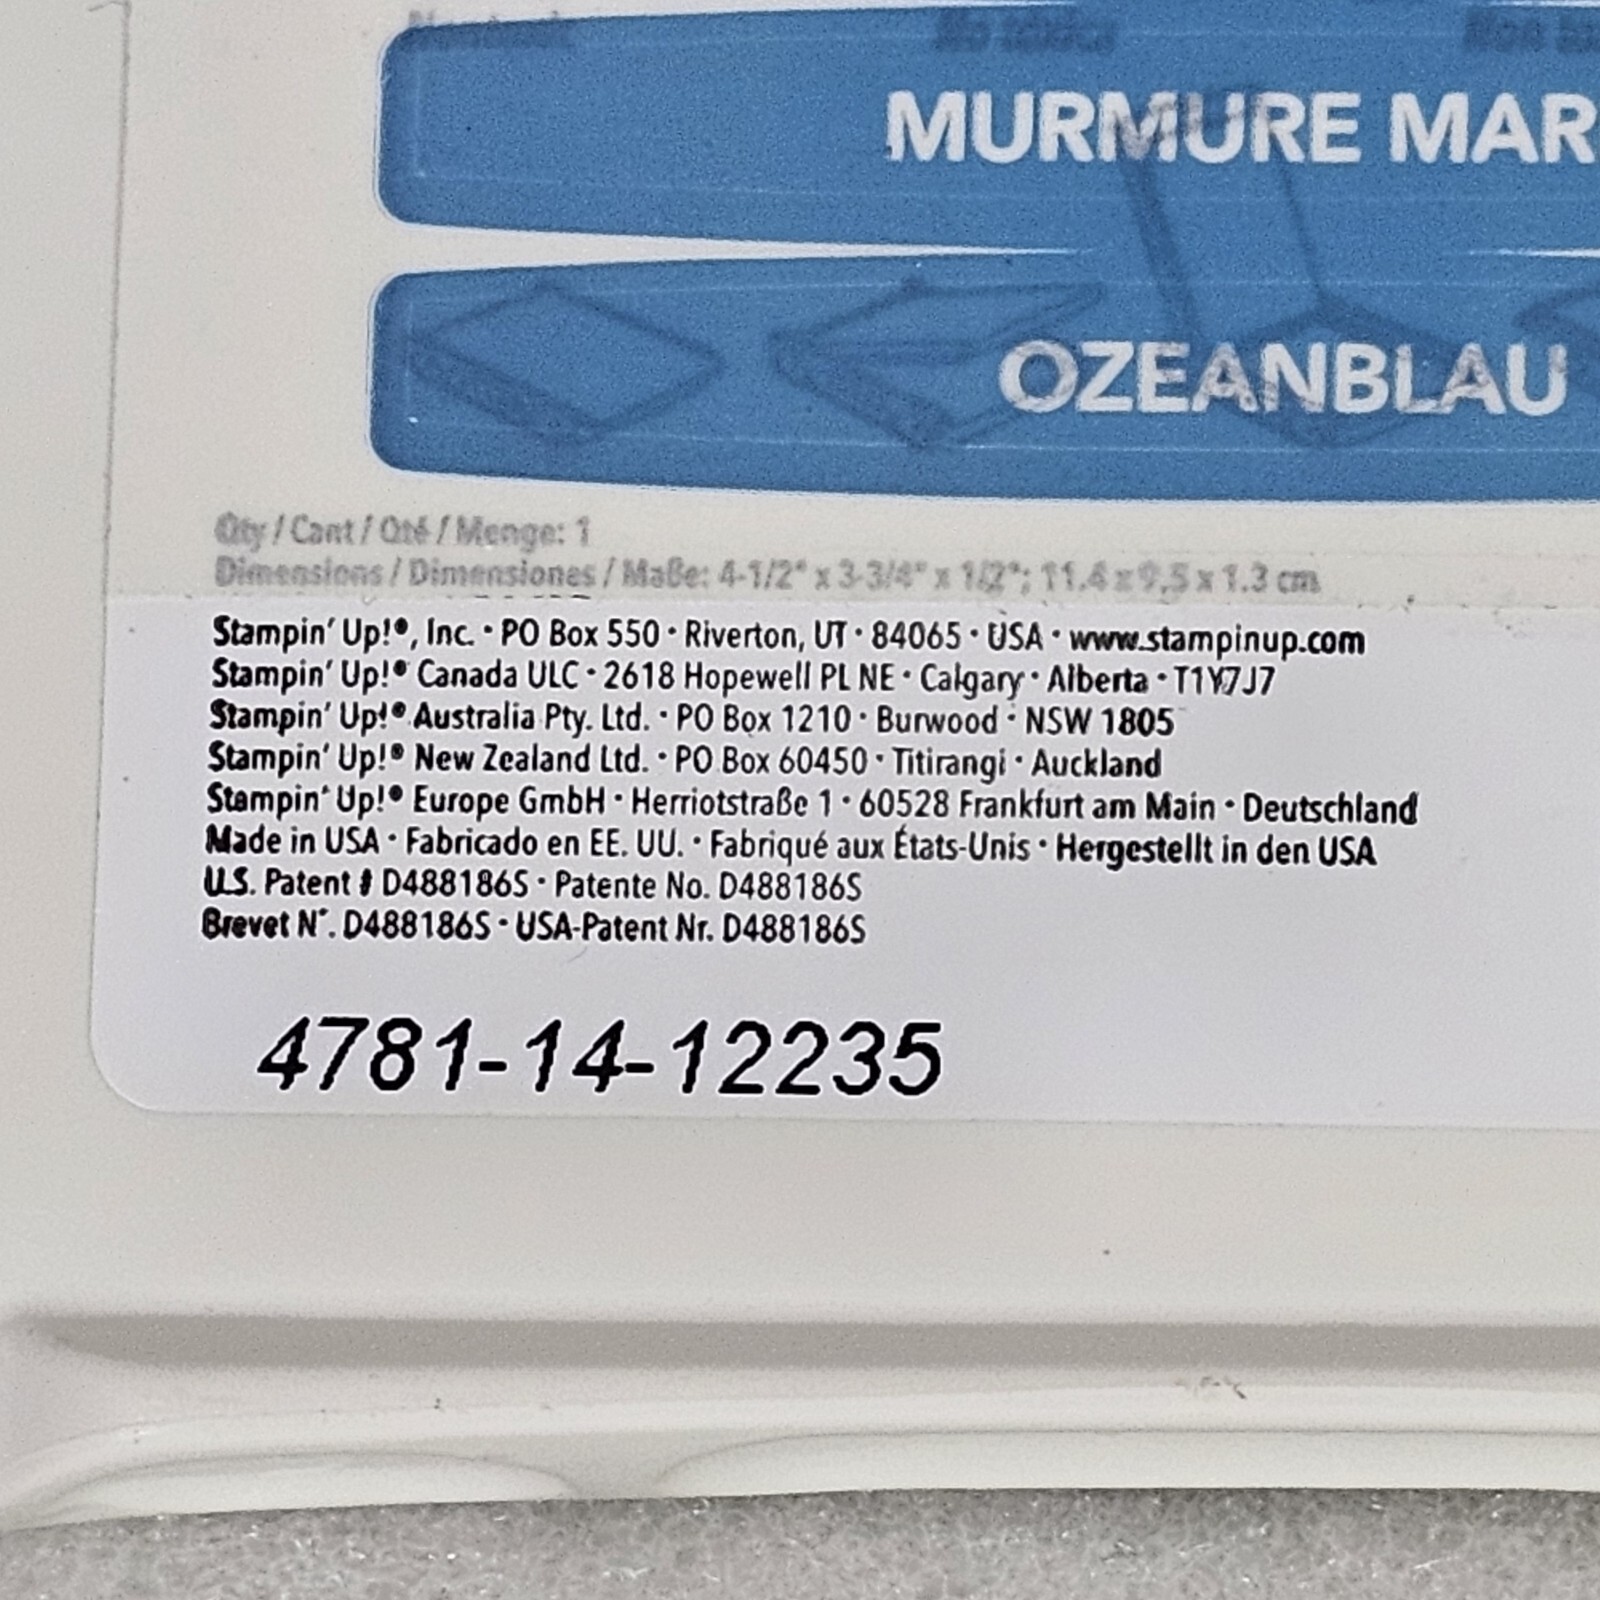 MURMURE MAR
OZEANBLAU
Qty / Cant / Qté / Menge: 1
Dimensions / Dimensiones / Maße: 4-1/2" x 3-3/4" x 1/2"; 11.4 x 9.5 x 1.3 cm
Stampin' Up!®, Inc. • PO Box 550 • Riverton, UT • 84065 • USA • www.stampinup.com
Stampin' Up!® Canada ULC • 2618 Hopewell PL NE • Calgary • Alberta • T1Y7J7
Stampin' Up!® Australia Pty. Ltd. • PO Box 1210 • Burwood • NSW 1805
Stampin' Up!® New Zealand Ltd. • PO Box 60450 • Titirangi • Auckland
Stampin' Up!® Europe GmbH • Herriotstraße 1 • 60528 Frankfurt am Main • Deutschland
Made in USA • Fabricado en EE. UU. • Fabriqué aux États-Unis • Hergestellt in den USA
U.S. Patent # D488186S • Patente No. D488186S
Brevet N°. D488186S • USA-Patent Nr. D488186S
4781-14-12235